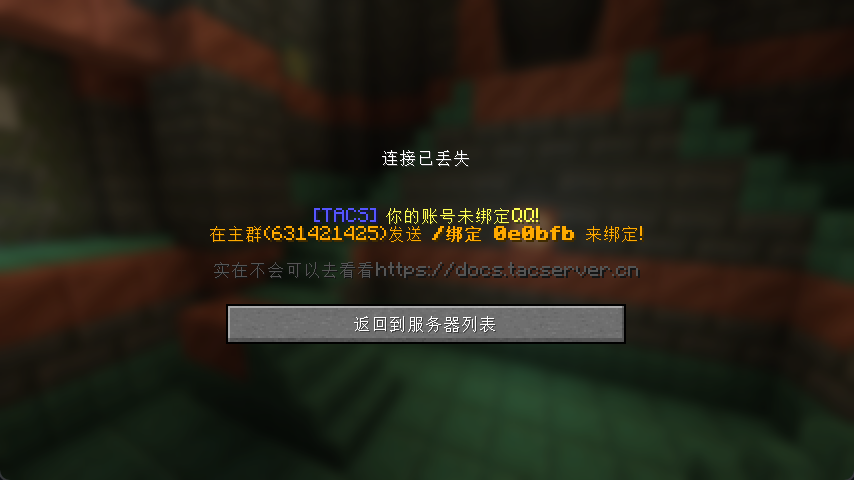 连接已丢失
[TACS] 你的账号未绑定QQ!
在主群(631421425)发送 /绑定 0e0bfb 来绑定!
实在不会可以去看看https://docs.tacserver.cn
返回到服务器列表